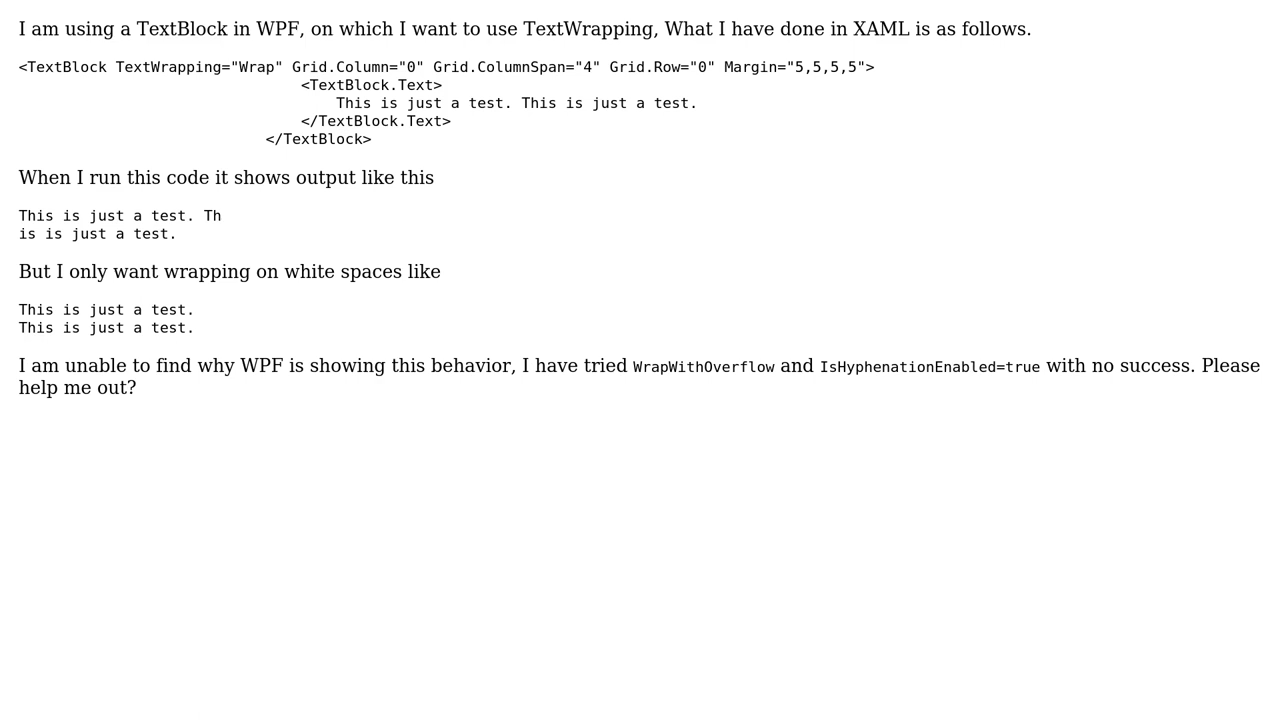 I am using a TextBlock in WPF, on which I want to use TextWrapping, What I have done in XAML is as follows.
<TextBlock TextWrapping="Wrap" Grid.Column="0" Grid.ColumnSpan="4" Grid.Row="0" Margin="5,5,5,5">
<TextBlock.Text>
This is just a test. This is just a test.
</TextBlock.Text>
</TextBlock>
When I run this code it shows output like this
This is just a test. Th
is is just a test.
But I only want wrapping on white spaces like
This is just a test.
This is just a test.
I am unable to find why WPF is showing this behavior, I have tried WrapWithOverflow and IsHyphenationEnabled=true with no success. Please
help me out?